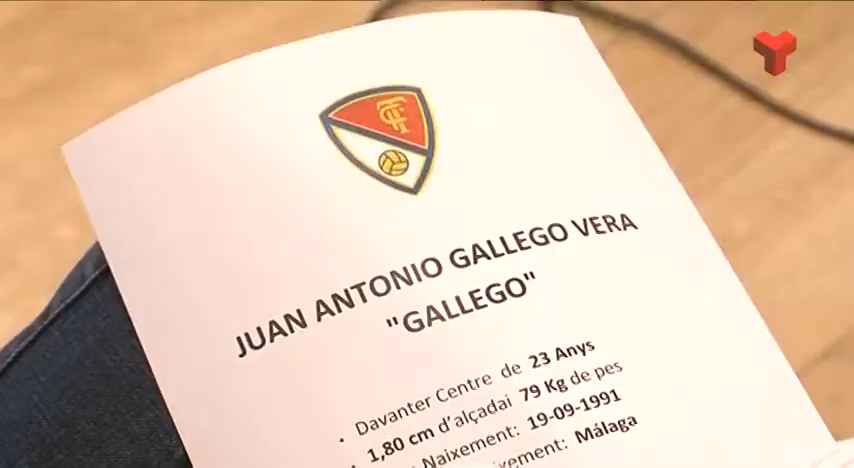 TFC
JUAN ANTONIO GALLEGO VERA
"GALLEGO"
• Davanter Centre de 23 Anys
• 1,80 cm d'alçadai 79 Kg de pes
Naixement: 19-09-1991
Málaga